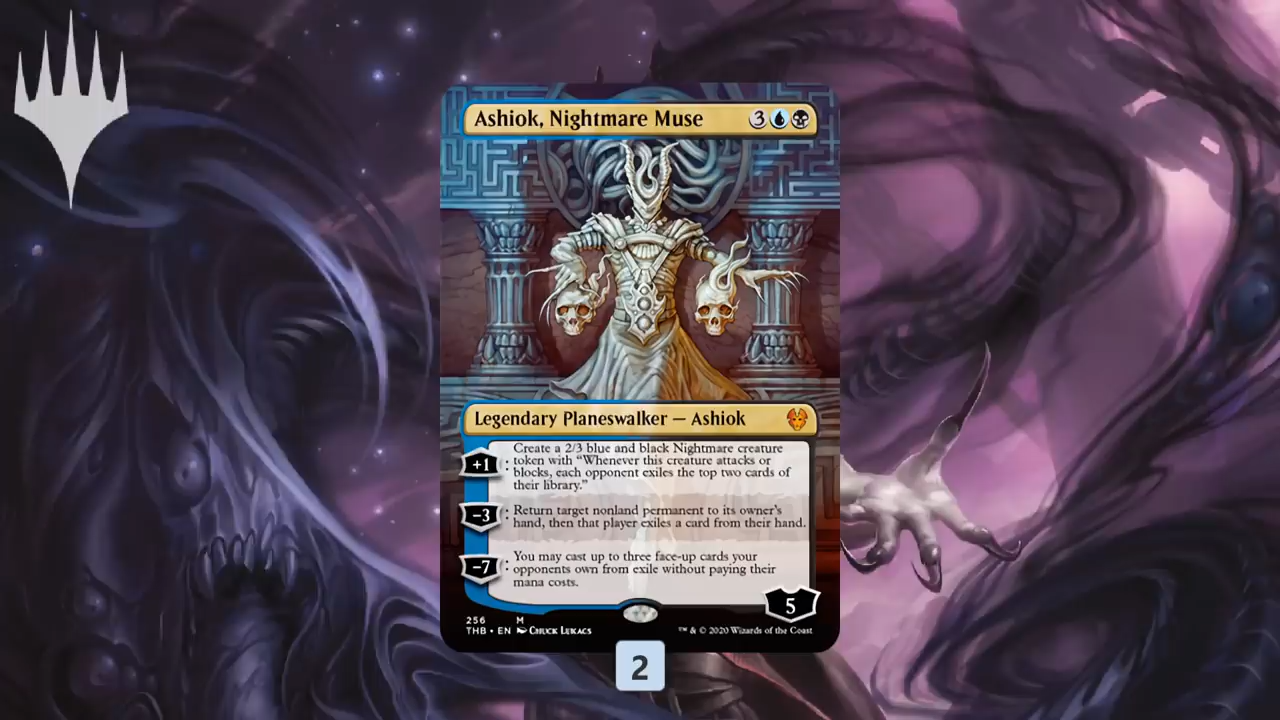 Ashiok, Nightmare Muse 3
Legendary Planeswalker — Ashiok
+1 : Create a 2/3 blue and black Nightmare creature
token with “Whenever this creature attacks or
blocks, each opponent exiles the top two cards of
their library.”
−3 : Return target nonland permanent to its owner’s
hand, then that player exiles a card from their hand.
−7 : You may cast up to three face-up cards your
opponents own from exile without paying their
mana costs.
5
256 M
THB • EN Chuck Lukacs ™ & © 2020 Wizards of the Coast
2